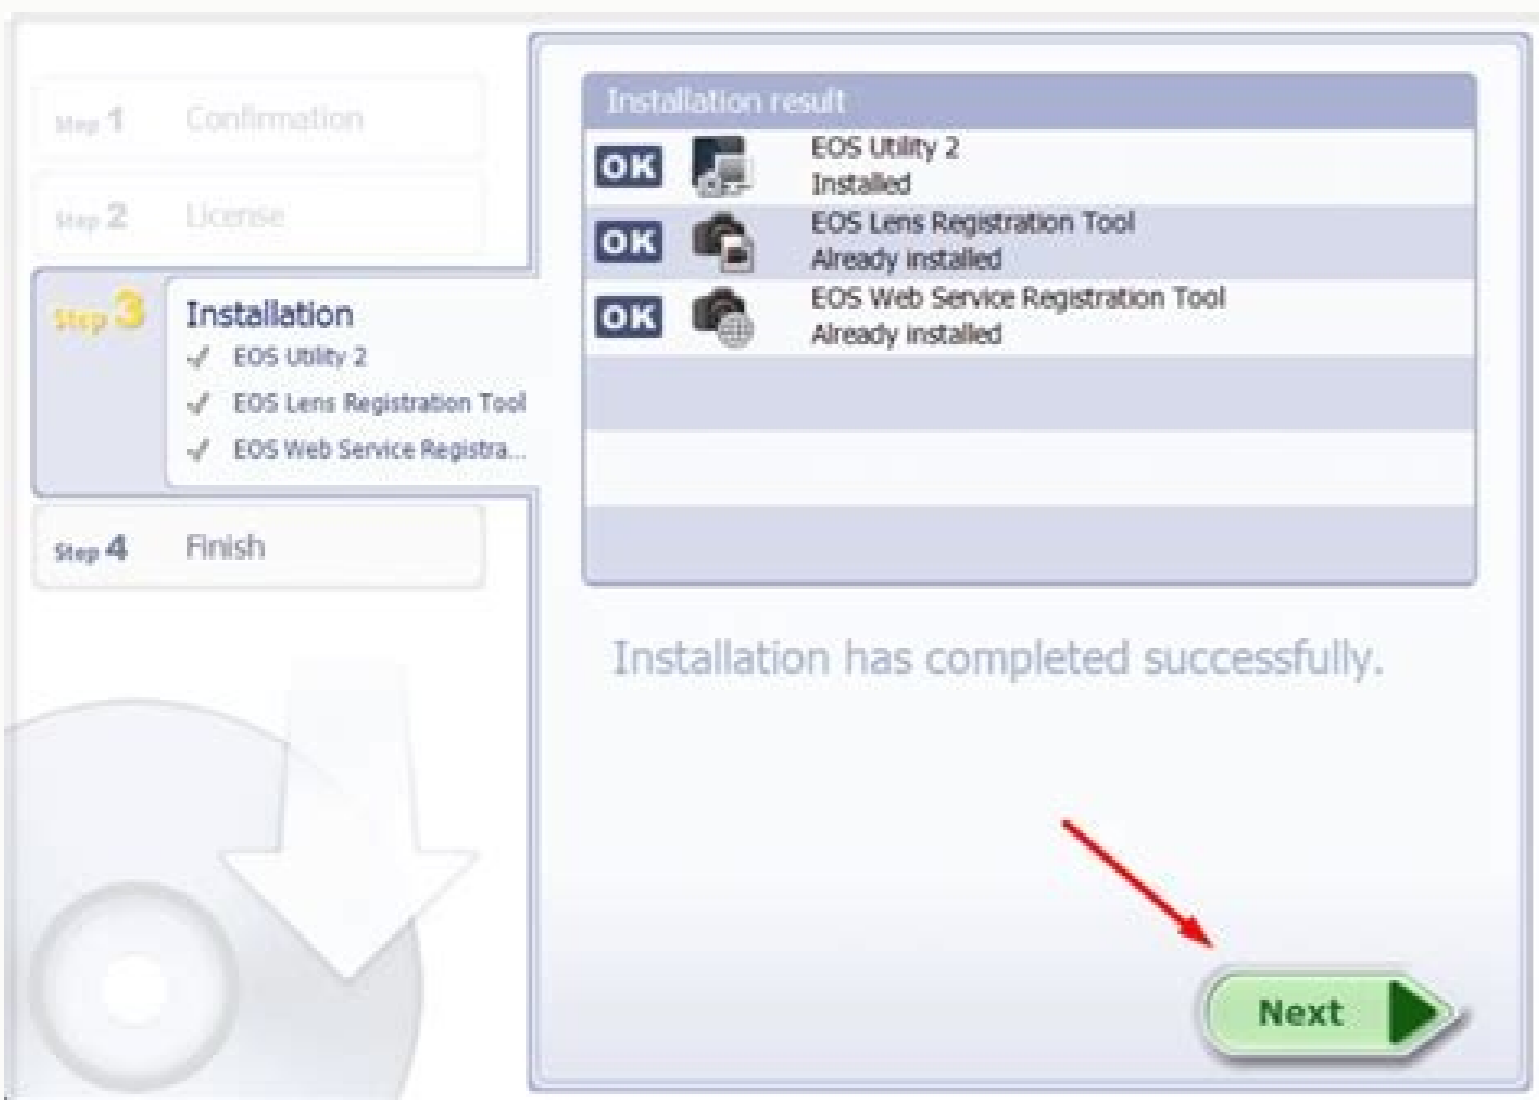 Step 1 Confirmation
Step 2 License
Step 3 Installation
EOS Utility 2
EOS Lens Registration Tool
EOS Web Service Registra...
Step 4 Finish
Installation result
OK EOS Utility 2
Installed
OK EOS Lens Registration Tool
Already installed
OK EOS Web Service Registration Tool
Already installed
Installation has completed successfully.
Next